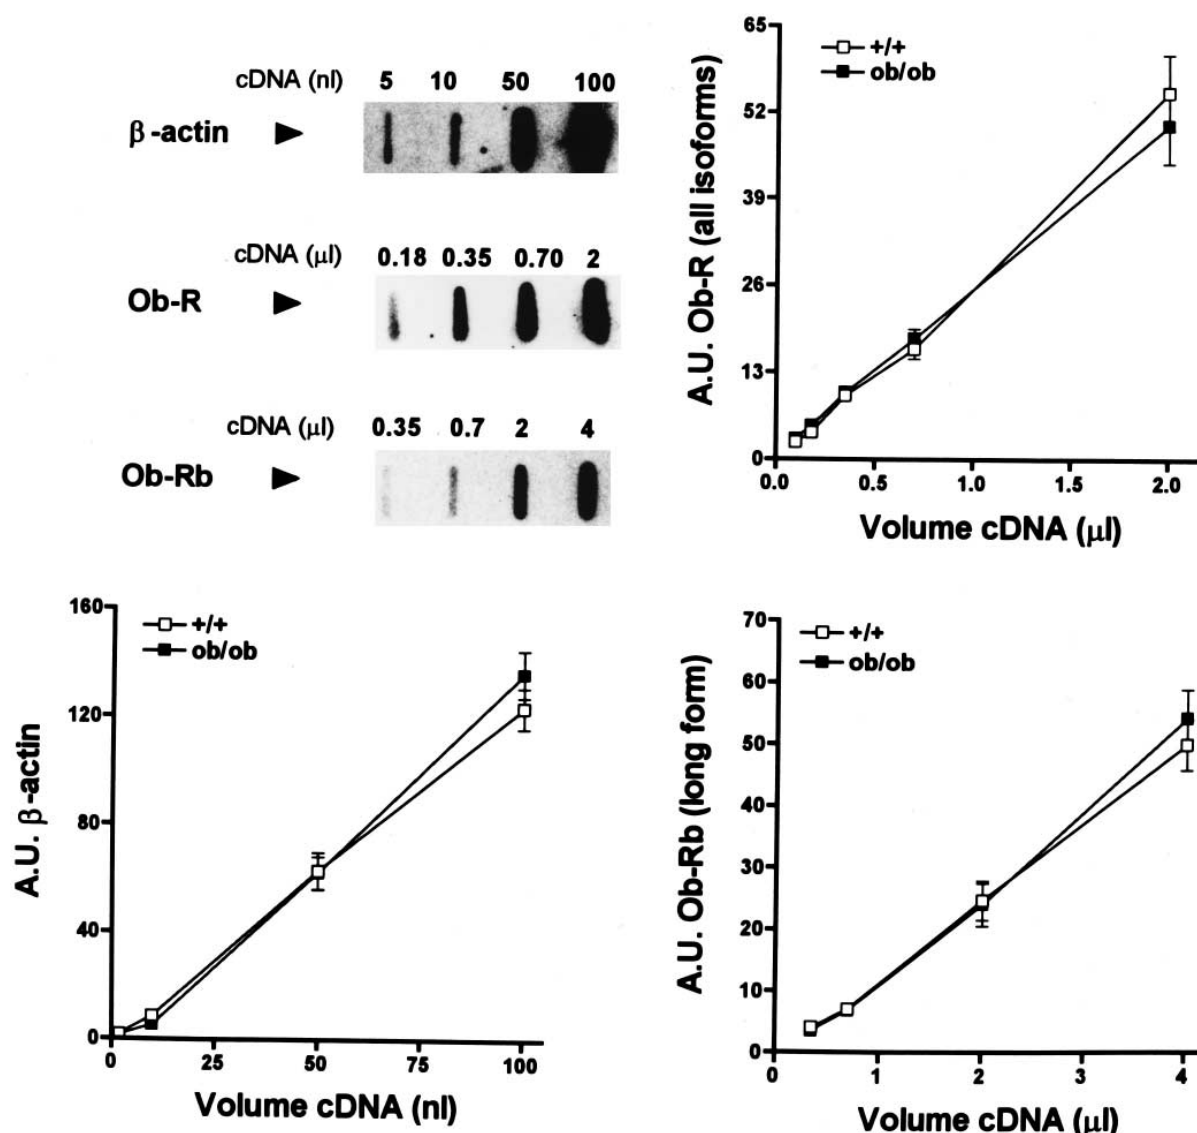 cDNA (nl) 5 10 50 100
β-actin
cDNA (μl) 0.18 0.35 0.70 2
Ob-R
cDNA (μl) 0.35 0.7 2 4
Ob-Rb
65
52
39
26
13
0
0.0 0.5 1.0 1.5 2.0
A.U. Ob-R (all isoforms)
+/+
ob/ob
Volume cDNA (μl)
160
120
80
40
0
0 25 50 75 100
A.U. β-actin
+/+
ob/ob
Volume cDNA (nl)
70
60
50
40
30
20
10
0
0 1 2 3 4
A.U. Ob-Rb (long form)
+/+
ob/ob
Volume cDNA (μl)